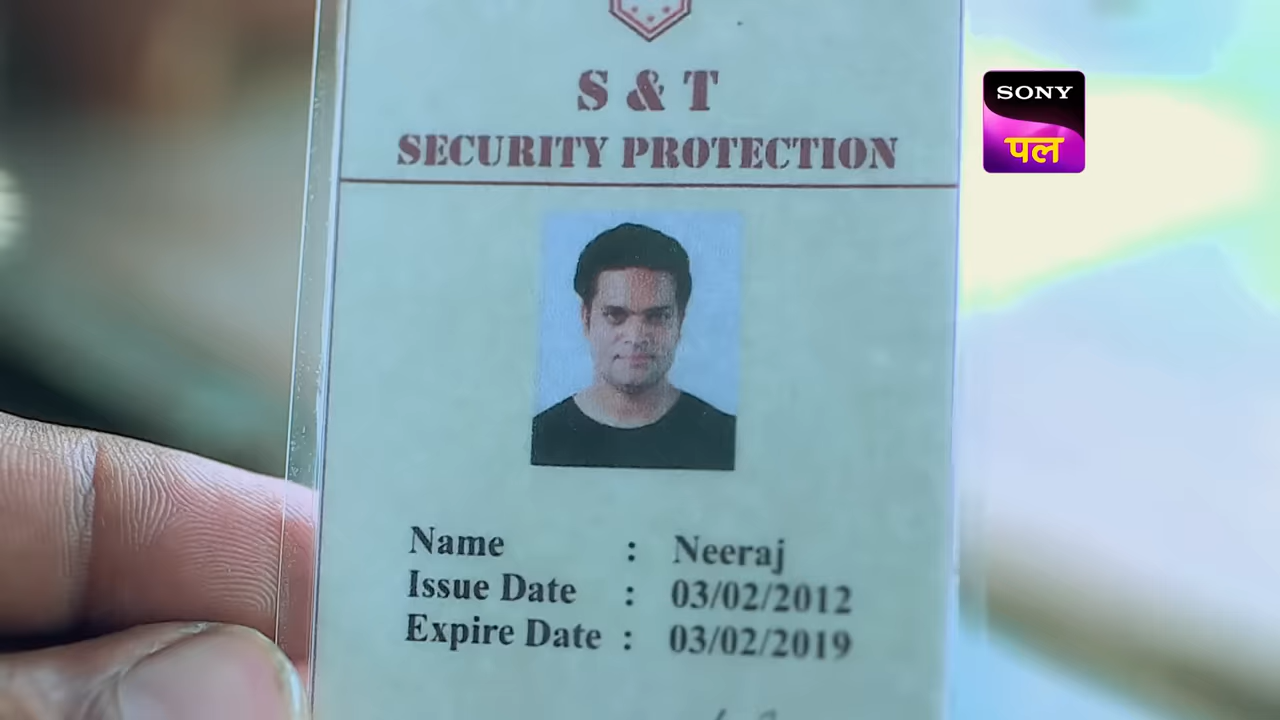 S & T
SECURITY PROTECTION
Name : Neeraj
Issue Date : 03/02/2012
Expire Date : 03/02/2019
SONY
पल